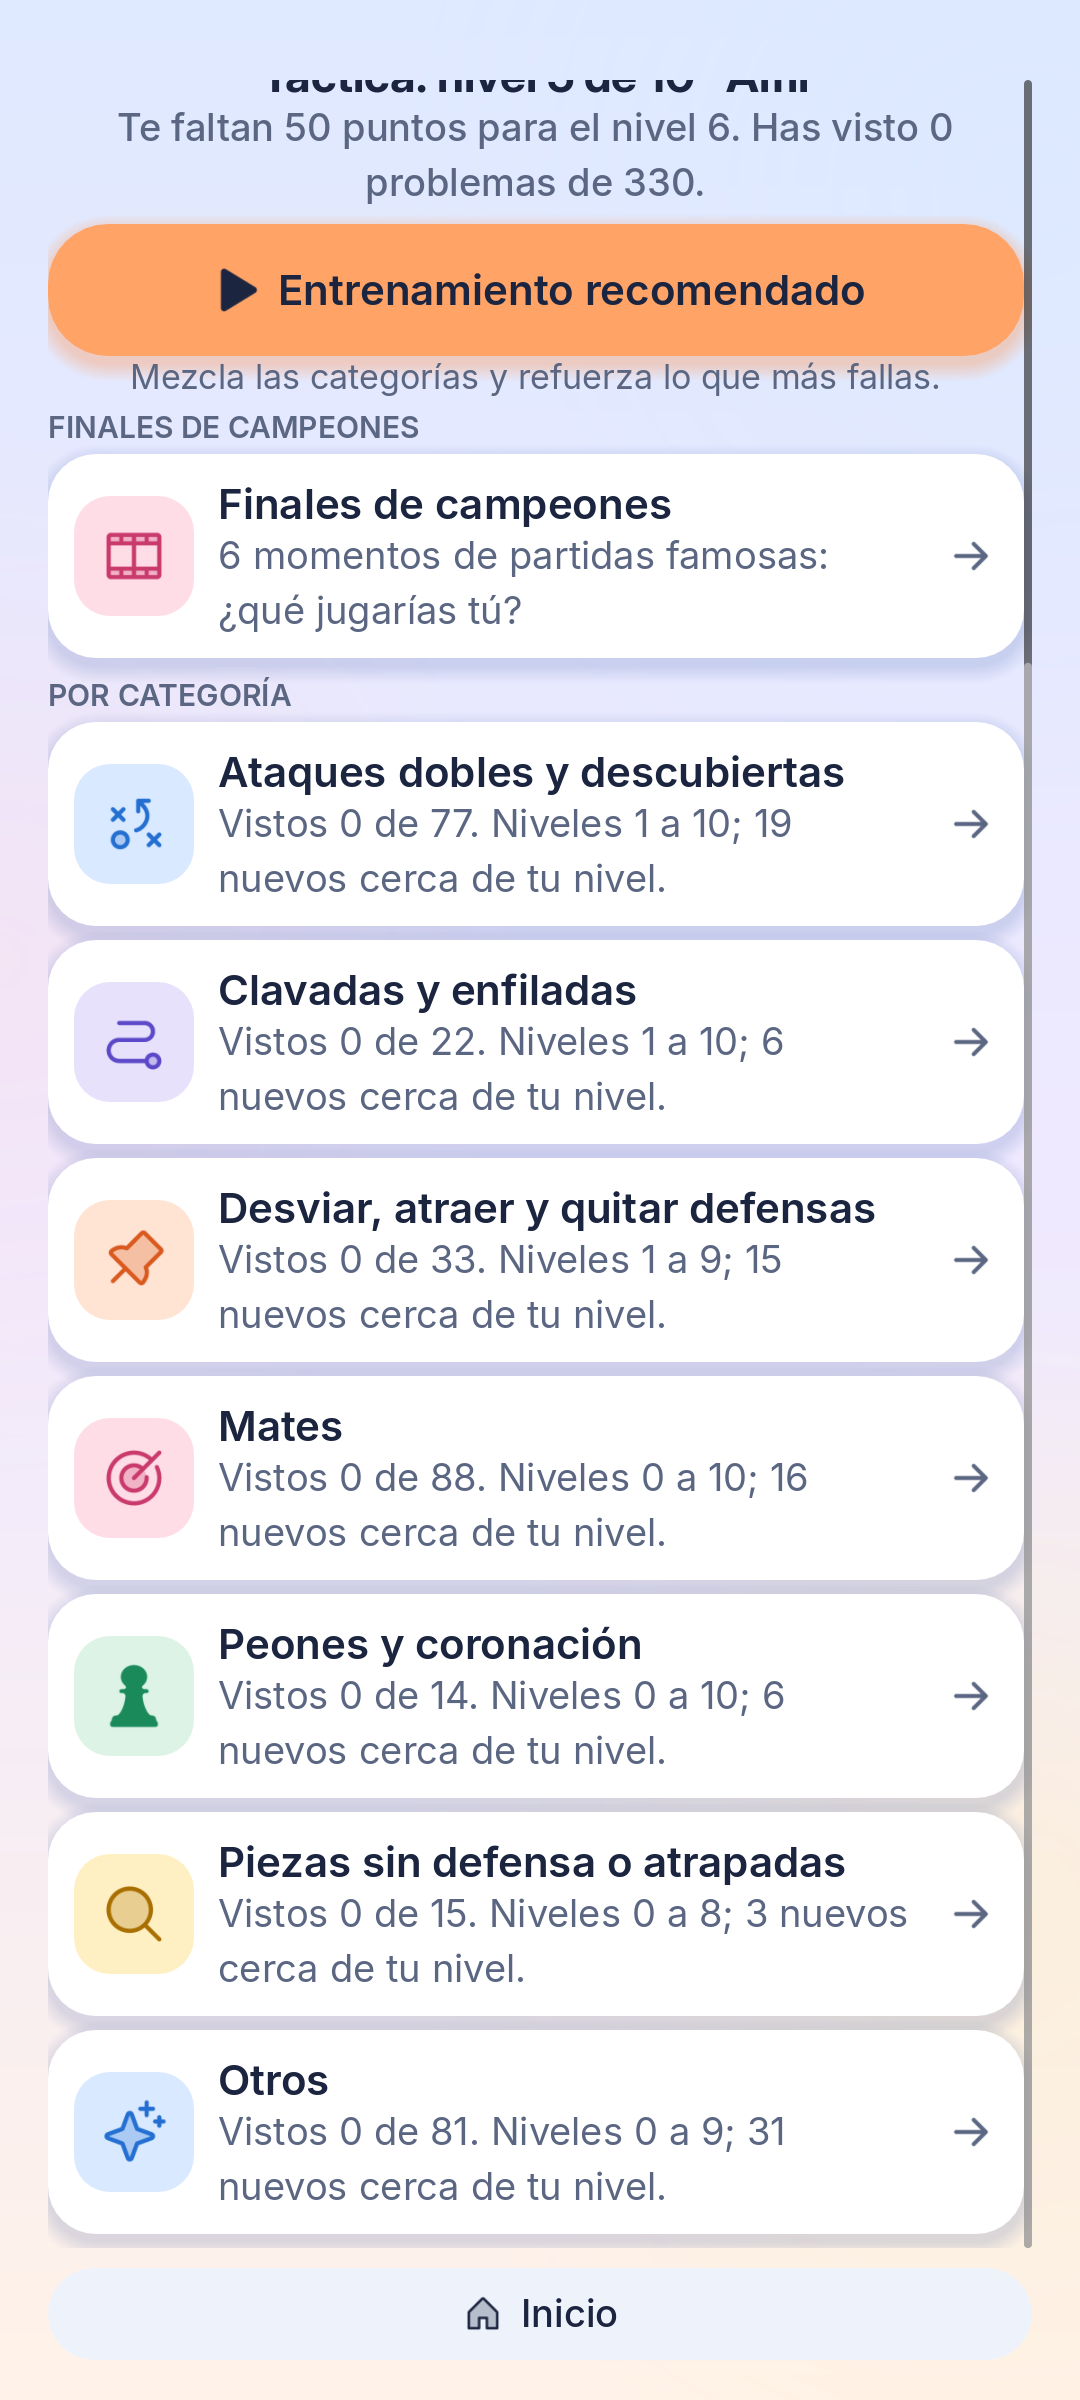 Táctica: nivel 5 de 10
Te faltan 50 puntos para el nivel 6. Has visto 0
problemas de 330.
Entrenamiento recomendado
Mezcla las categorías y refuerza lo que más fallas.
FINALES DE CAMPEONES
Finales de campeones
6 momentos de partidas famosas:
¿qué jugarías tú?
POR CATEGORÍA
Ataques dobles y descubiertas
Vistos 0 de 77. Niveles 1 a 10; 19
nuevos cerca de tu nivel.
Clavadas y enfiladas
Vistos 0 de 22. Niveles 1 a 10; 6
nuevos cerca de tu nivel.
Desviar, atraer y quitar defensas
Vistos 0 de 33. Niveles 1 a 9; 15
nuevos cerca de tu nivel.
Mates
Vistos 0 de 88. Niveles 0 a 10; 16
nuevos cerca de tu nivel.
Peones y coronación
Vistos 0 de 14. Niveles 0 a 10; 6
nuevos cerca de tu nivel.
Piezas sin defensa o atrapadas
Vistos 0 de 15. Niveles 0 a 8; 3 nuevos
cerca de tu nivel.
Otros
Vistos 0 de 81. Niveles 0 a 9; 31
nuevos cerca de tu nivel.
Inicio